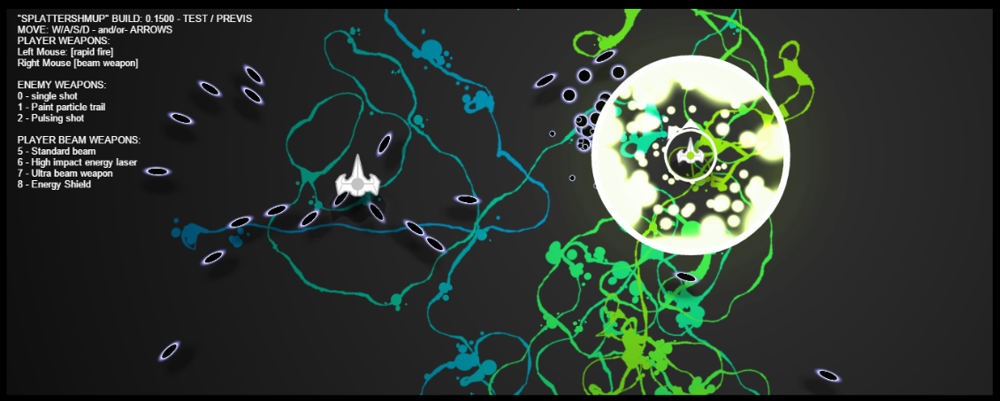 "SPLATTERSHMUP" BUILD: 0.1500 - TEST / PREVIS
MOVE: W/A/S/D - and/or- ARROWS
PLAYER WEAPONS:
Left Mouse: [rapid fire]
Right Mouse [beam weapon]
ENEMY WEAPONS:
0 - single shot
1 - Paint particle trail
2 - Pulsing shot
PLAYER BEAM WEAPONS:
5 - Standard beam
6 - High impact energy laser
7 - Ultra beam weapon
8 - Energy Shield